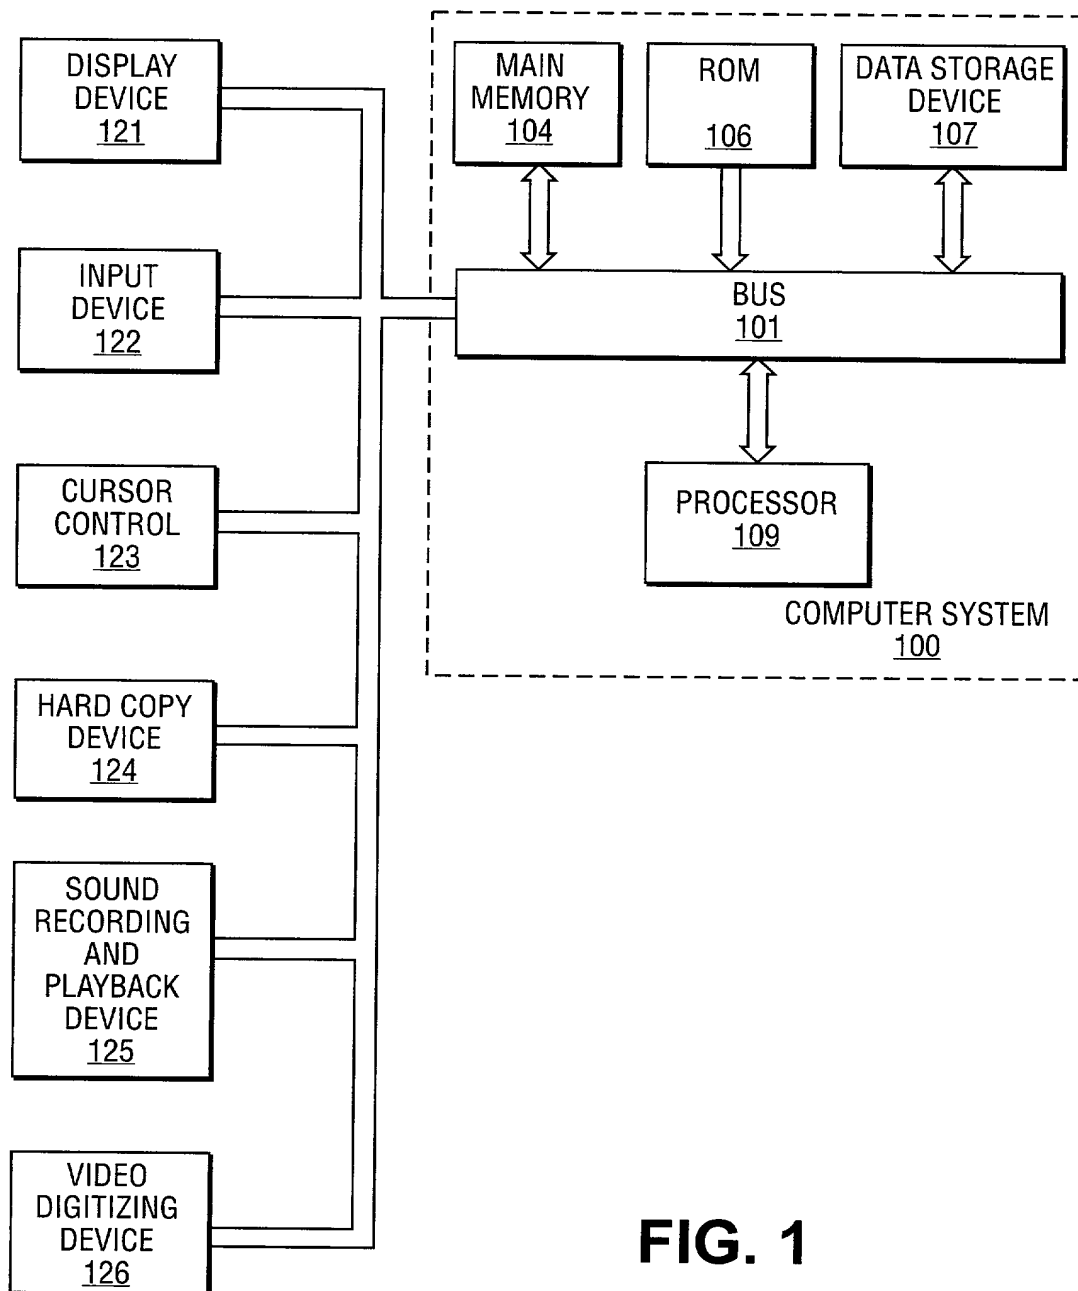 DISPLAY
DEVICE
121
INPUT
DEVICE
122
CURSOR
CONTROL
123
HARD COPY
DEVICE
124
SOUND
RECORDING
AND
PLAYBACK
DEVICE
125
VIDEO
DIGITIZING
DEVICE
126
MAIN
MEMORY
104
ROM
106
DATA STORAGE
DEVICE
107
BUS
101
PROCESSOR
109
COMPUTER SYSTEM
100
FIG. 1